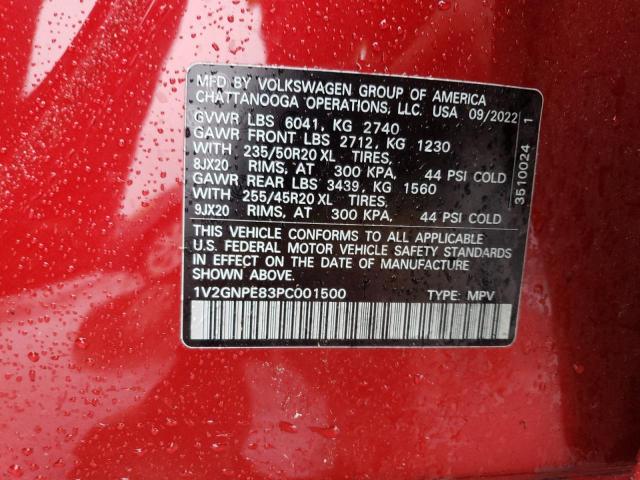 MFD BY VOLKSWAGEN GROUP OF AMERICA
CHATTANOOGA OPERATIONS, LLC. USA 09/2022
GVWR LBS 6041, KG 2740
GAWR FRONT LBS 2712, KG 1230
WITH 235/50R20 XL TIRES,
8JX20 RIMS, AT 300 KPA, 44 PSI COLD
GAWR REAR LBS 3439, KG 1560
WITH 255/45R20 XL TIRES,
9JX20 RIMS, AT 300 KPA, 44 PSI COLD
THIS VEHICLE CONFORMS TO ALL APPLICABLE
U.S. FEDERAL MOTOR VEHICLE SAFETY STANDARDS
IN EFFECT ON THE DATE OF MANUFACTURE
SHOWN ABOVE.
1V2GNPE83PC001500 TYPE: MPV
3510024 1